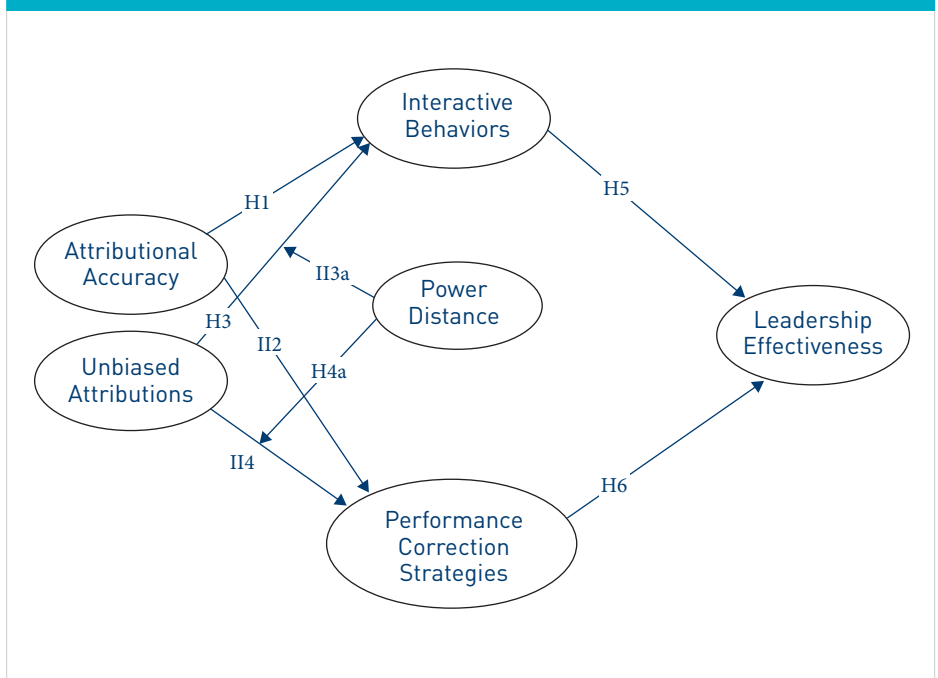 Interactive
Behaviors
H1
H5
Attributional
Accuracy
II3a
Power
Distance
H3
II2
Leadership
Effectiveness
Unbiased
Attributions
H4a
II4
H6
Performance
Correction
Strategies